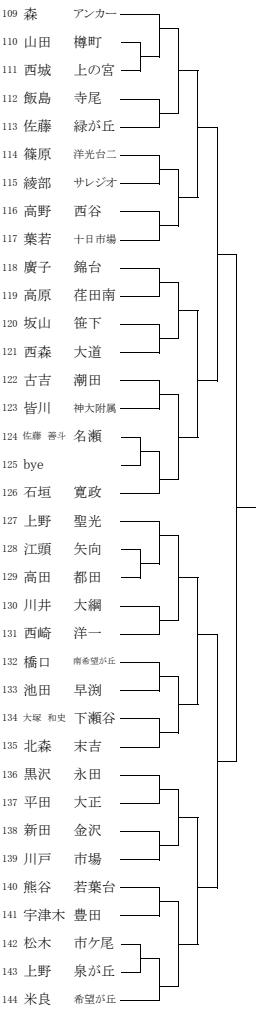 109 森 アンカー
110 山田 樽町
111 西城 上の宮
112 飯島 寺尾
113 佐藤 緑が丘
114 篠原 洋光台二
115 綾部 サレジオ
116 高野 西谷
117 葉若 十日市場
118 廣子 錦台
119 高原 荏田南
120 坂山 笹下
121 西森 大道
122 古吉 潮田
123 皆川 神大附属
124 佐藤 善斗 名瀬
125 bye
126 石垣 寛政
127 上野 聖光
128 江頭 矢向
129 高田 都田
130 川井 大綱
131 西崎 洋一
132 橋口 南希望が丘
133 池田 早渕
134 大塚 和史 下瀬谷
135 北森 末吉
136 黒沢 永田
137 平田 大正
138 新田 金沢
139 川戸 市場
140 熊谷 若葉台
141 宇津木 豊田
142 松木 市ケ尾
143 上野 泉が丘
144 米良 希望が丘